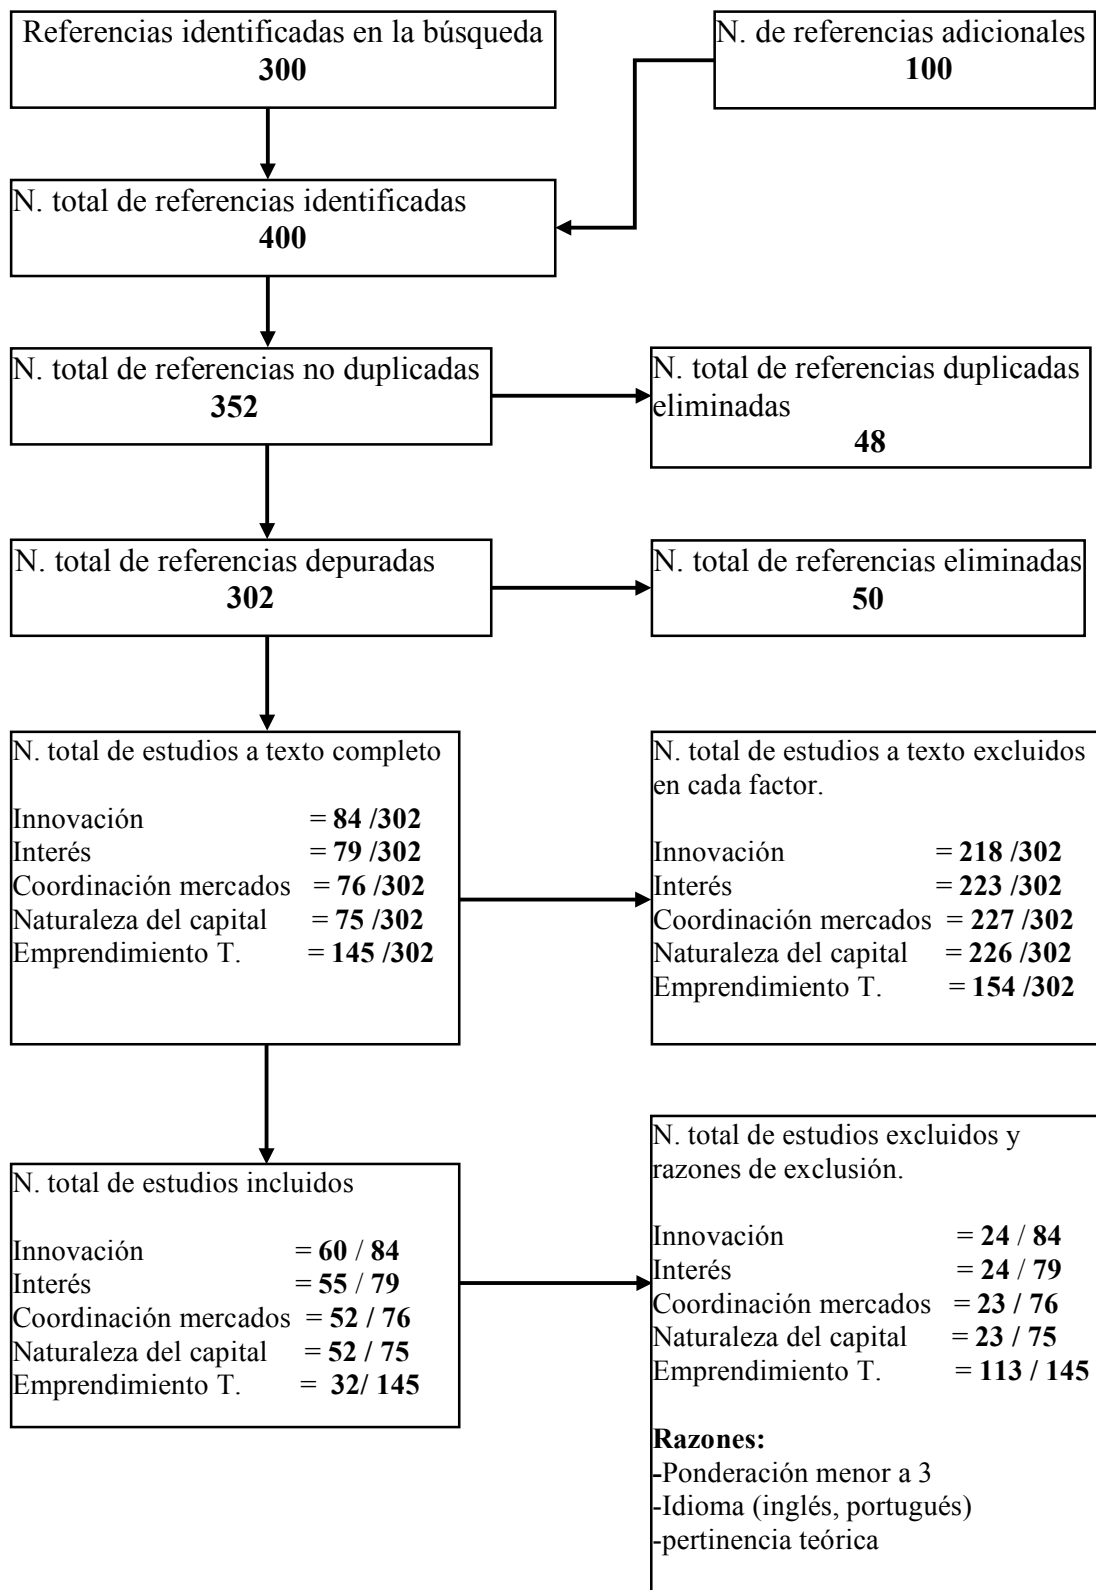 Referencias identificadas en la búsqueda
300
N. de referencias adicionales
100
N. total de referencias identificadas
400
N. total de referencias no duplicadas
352
N. total de referencias duplicadas
eliminadas
48
N. total de referencias depuradas
302
N. total de referencias eliminadas
50
N. total de estudios a texto completo
Innovación = 84 /302
Interés = 79 /302
Coordinación mercados = 76 /302
Naturaleza del capital = 75 /302
Emprendimiento T. = 145 /302
N. total de estudios a texto excluidos
en cada factor.
Innovación = 218 /302
Interés = 223 /302
Coordinación mercados = 227 /302
Naturaleza del capital = 226 /302
Emprendimiento T. = 154 /302
N. total de estudios incluidos
Innovación = 60 / 84
Interés = 55 / 79
Coordinación mercados = 52 / 76
Naturaleza del capital = 52 / 75
Emprendimiento T. = 32/ 145
N. total de estudios excluidos y
razones de exclusión.
Innovación = 24 / 84
Interés = 24 / 79
Coordinación mercados = 23 / 76
Naturaleza del capital = 23 / 75
Emprendimiento T. = 113 / 145
Razones:
-Ponderación menor a 3
-Idioma (inglés, portugués)
-pertinencia teórica